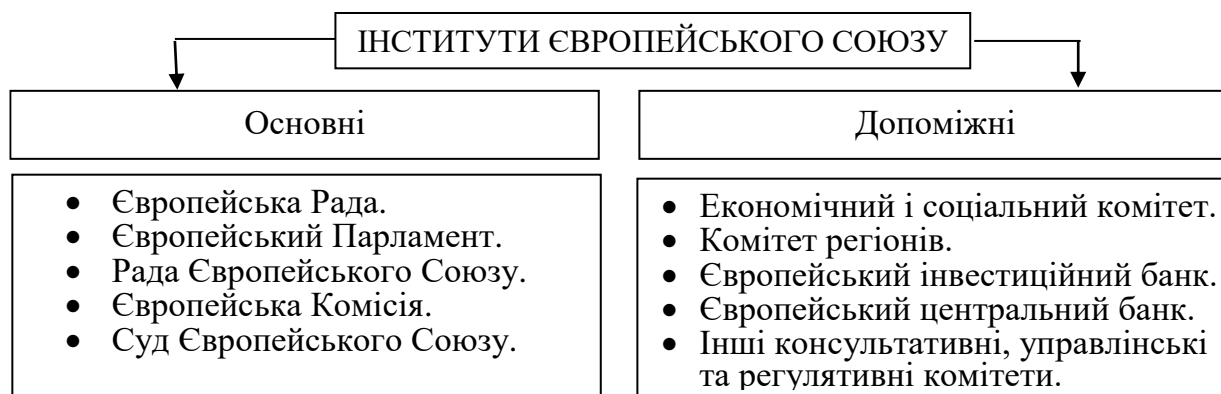 ІНСТИТУТИ ЄВРОПЕЙСЬКОГО СОЮЗУ
Основні
Допоміжні
• Європейська Рада.
• Європейський Парламент.
• Рада Європейського Союзу.
• Європейська Комісія.
• Суд Європейського Союзу.
• Економічний і соціальний комітет.
• Комітет регіонів.
• Європейський інвестиційний банк.
• Європейський центральний банк.
• Інші консультативні, управлінські
та регулятивні комітети.